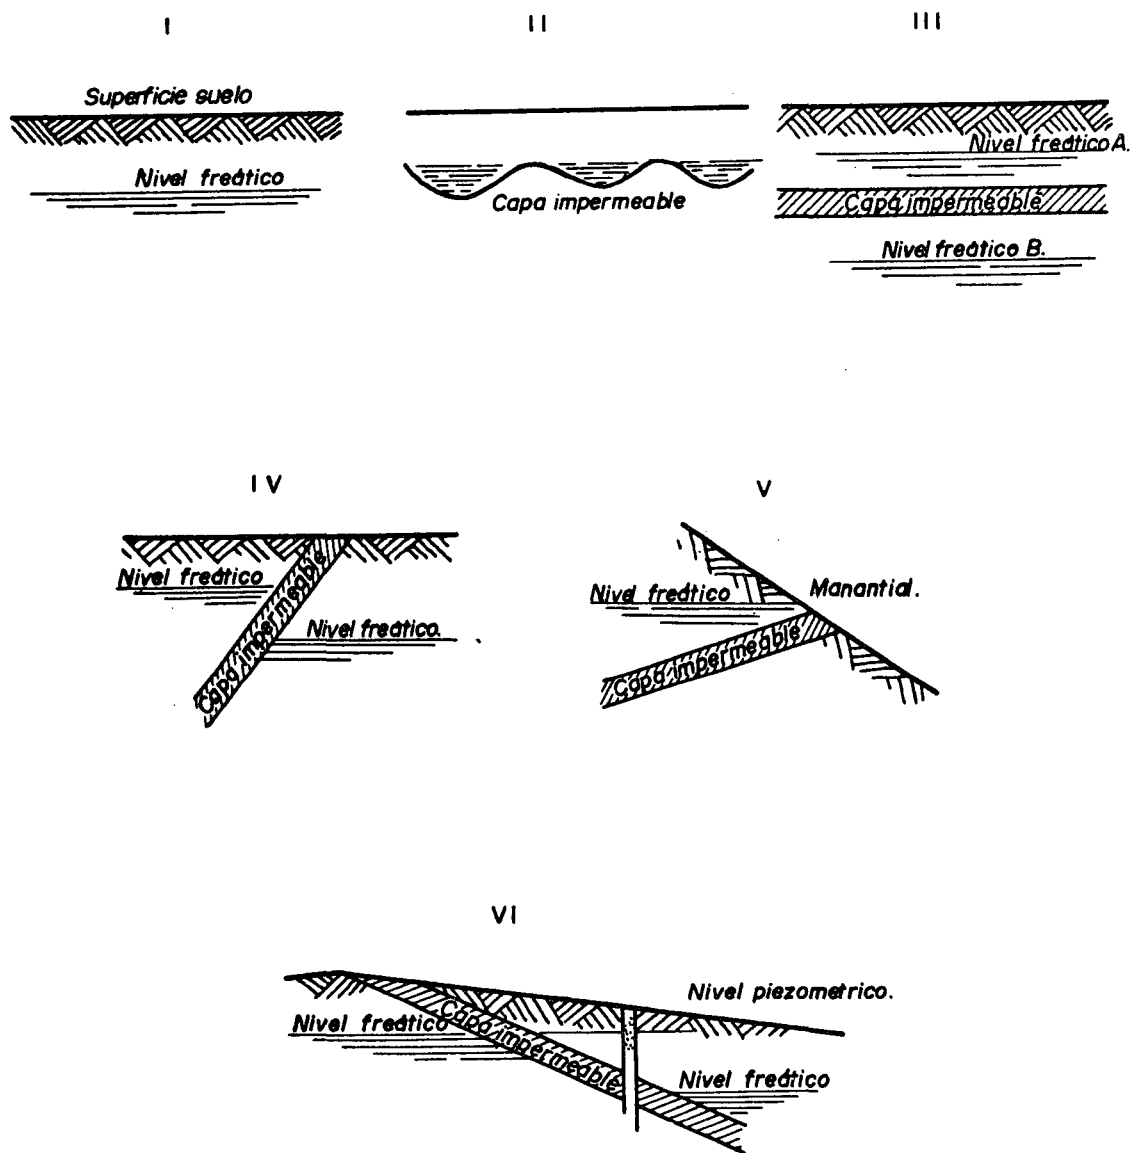 I
II
III
Superficie suelo
Nivel freático
Capa impermeable
Nivel freático A.
Capa impermeable
Nivel freático B.
IV
V
Nivel freático
Capa impermeable
Nivel freático.
Nivel freático
Manantial.
Capa impermeable
VI
Nivel piezometrico.
Nivel freático
Capa impermeable
Nivel freático